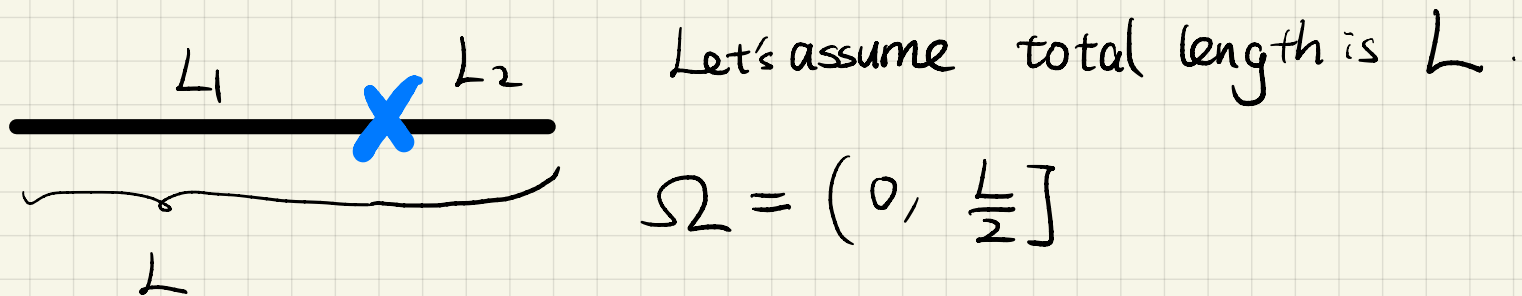 L₁ L₂ Let's assume total length is L.
Ω = (0, L/2]
L